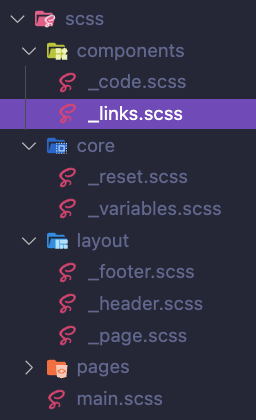 scss
components
_code.scss
_links.scss
core
_reset.scss
_variables.scss
layout
_footer.scss
_header.scss
_page.scss
pages
main.scss